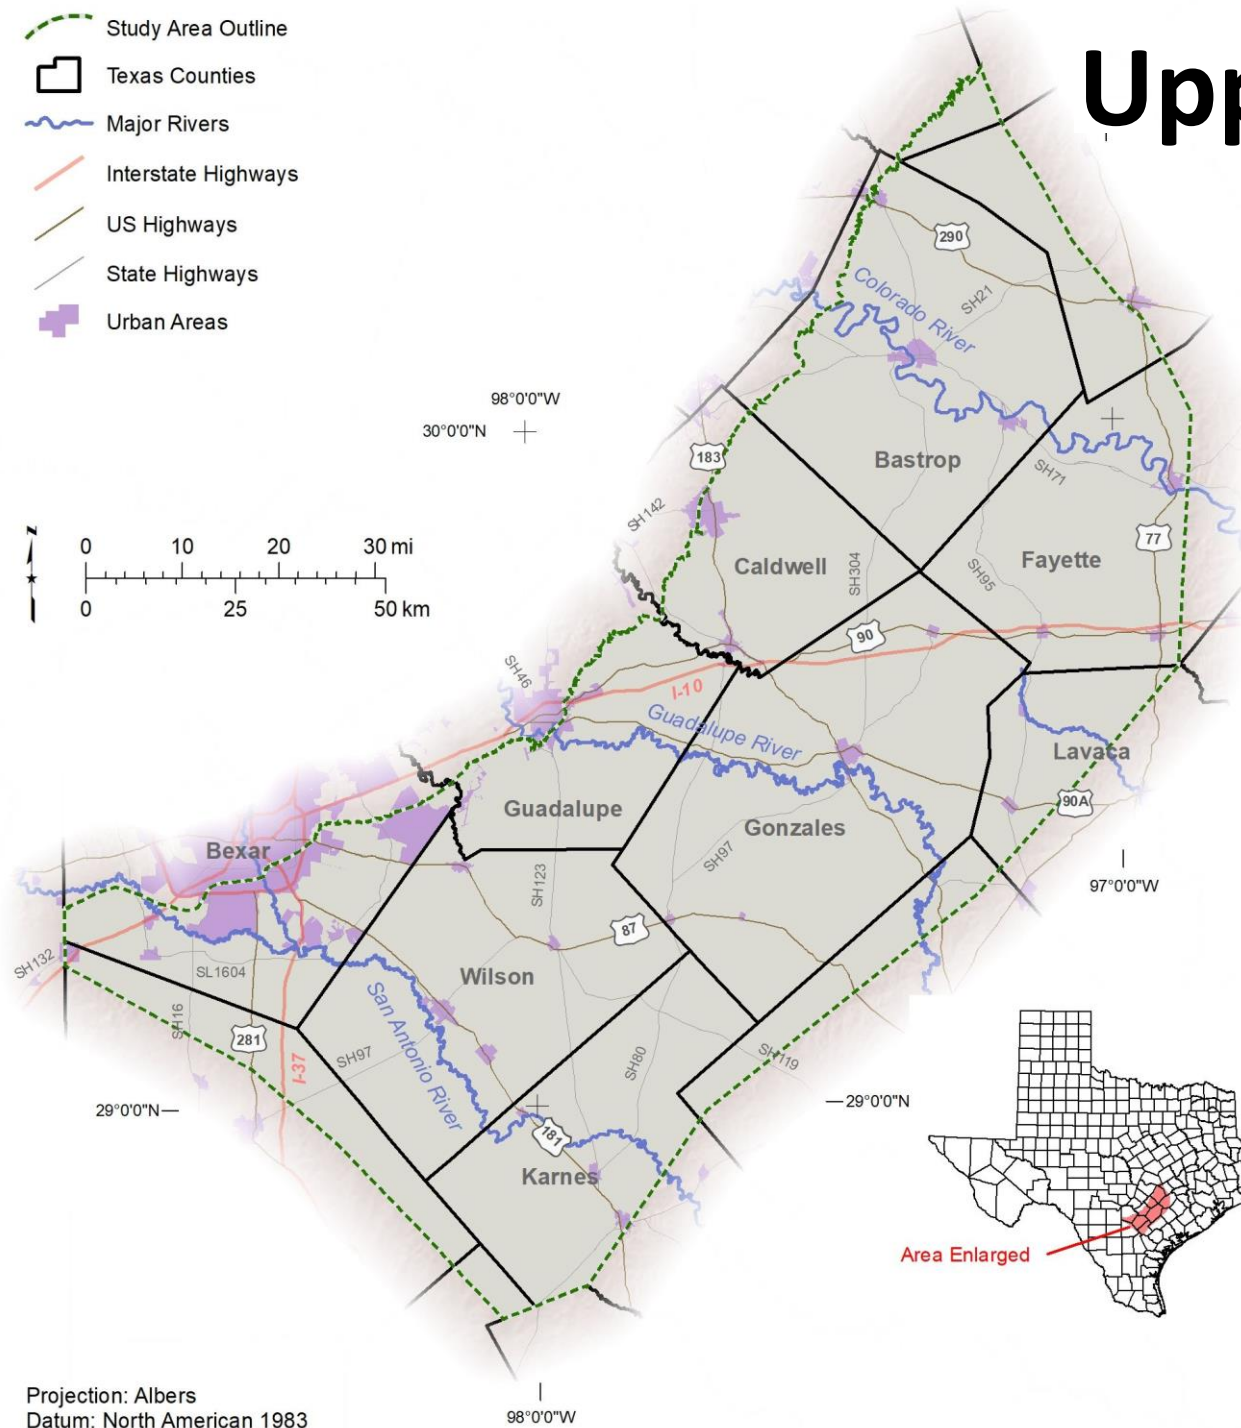 Study Area Outline
Texas Counties
Major Rivers
Interstate Highways
US Highways
State Highways
Urban Areas
Upp
290
Colorado River
SH21
98°0'0"W
30°0'0"N
183
Bastrop
SH71
SH142
77
N
0 10 20 30 mi
0 25 50 km
Caldwell
SH304
SH95
Fayette
90
SH46
I-10
Guadalupe River
Lavaca
90A
Guadalupe
Gonzales
Bexar
SH97
97°0'0"W
SH123
87
SH132
SL1604
Wilson
SH16
281
I-37
SH97
San Antonio River
SH80
SH119
29°0'0"N
29°0'0"N
181
Karnes
Area Enlarged
Projection: Albers
Datum: North American 1983
98°0'0"W